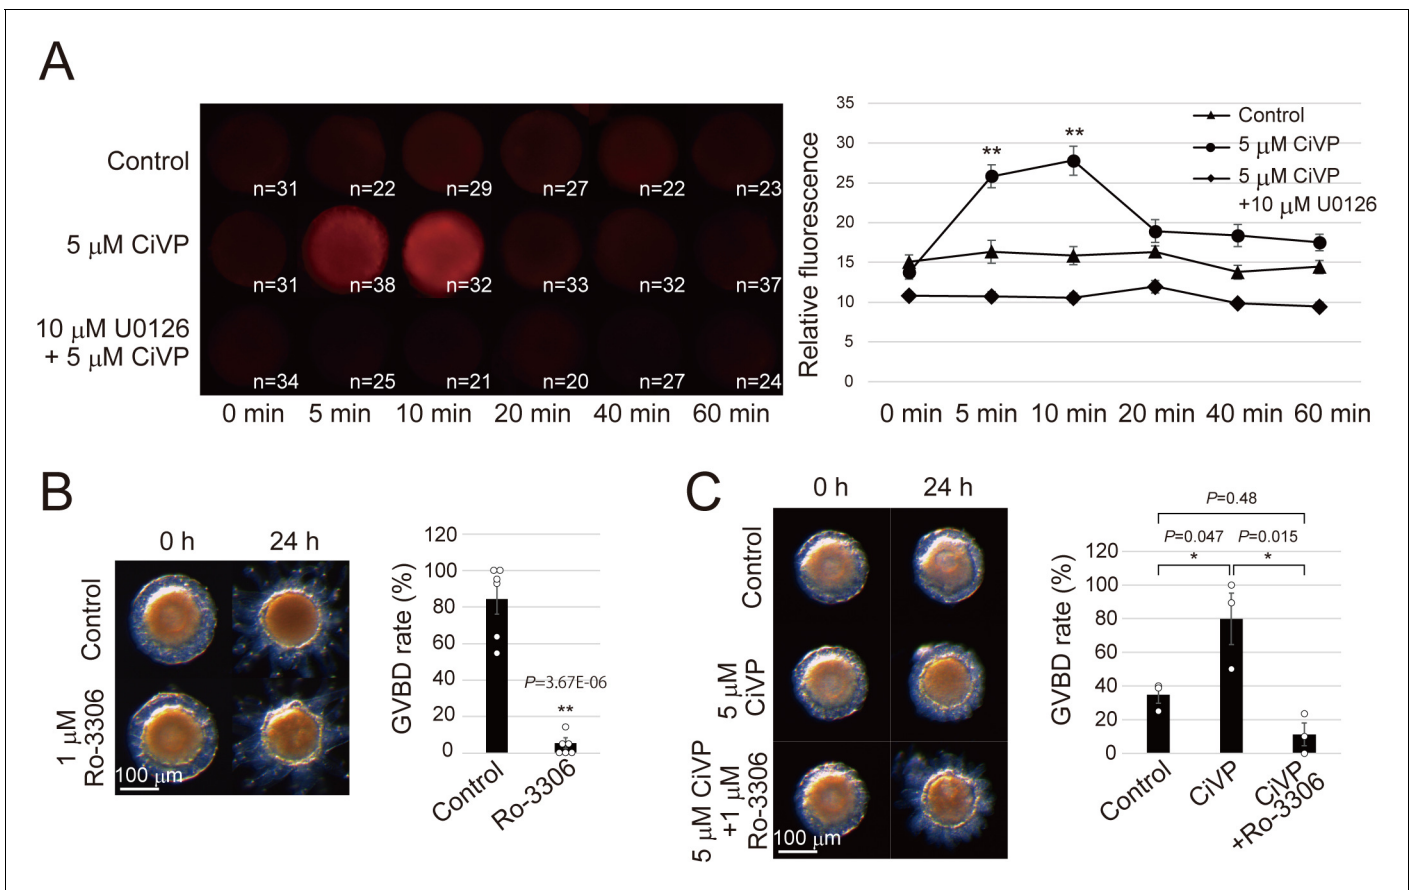 A
Control
n=31
n=22
n=29
n=27
n=22
n=23
5 μM CiVP
n=31
n=38
n=32
n=33
n=32
n=37
10 μM U0126
+ 5 μM CiVP
n=34
n=25
n=21
n=20
n=27
n=24
0 min
5 min
10 min
20 min
40 min
60 min
Relative fluorescence
35
30
25
20
15
10
5
0
**
**
Control
5 μM CiVP
5 μM CiVP
+10 μM U0126
0 min
5 min
10 min
20 min
40 min
60 min
B
0 h
24 h
Control
1 μM
Ro-3306
100 μm
GVBD rate (%)
120
100
80
60
40
20
0
P=3.67E-06
**
Control
Ro-3306
C
0 h
24 h
Control
5 μM
CiVP
5 μM CiVP
+1 μM
Ro-3306
100 μm
GVBD rate (%)
120
100
80
60
40
20
0
P=0.48
P=0.047
P=0.015
*
*
Control
CiVP
CiVP
+Ro-3306